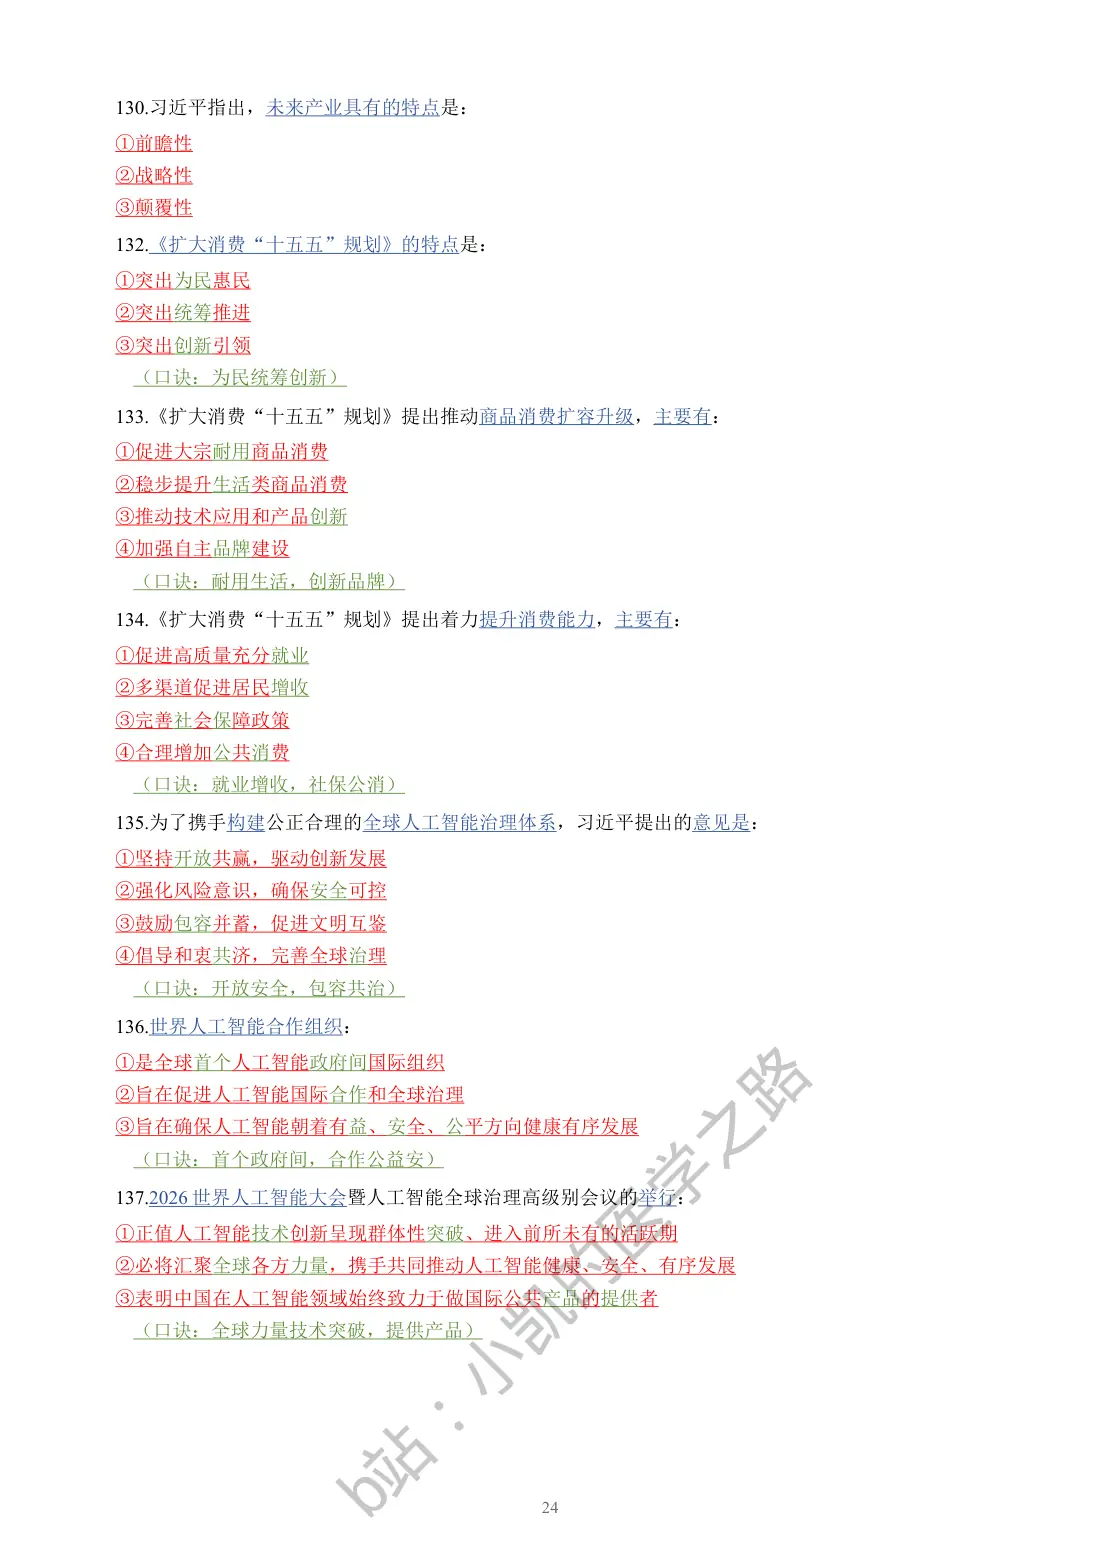 130.习近平指出，未来产业具有的特点是：
①前瞻性
②战略性
③颠覆性
132.《扩大消费“十五五”规划》的特点是：
①突出为民惠民
②突出统筹推进
③突出创新引领
（口诀：为民统筹创新）
133.《扩大消费“十五五”规划》提出推动商品消费扩容升级，主要有：
①促进大宗耐用商品消费
②稳步提升生活类商品消费
③推动技术应用和产品创新
④加强自主品牌建设
（口诀：耐用生活，创新品牌）
134.《扩大消费“十五五”规划》提出着力提升消费能力，主要有：
①促进高质量充分就业
②多渠道促进居民增收
③完善社会保障政策
④合理增加公共消费
（口诀：就业增收，社保公消）
135.为了携手构建公正合理的全球人工智能治理体系，习近平提出的意见是：
①坚持开放共赢，驱动创新发展
②强化风险意识，确保安全可控
③鼓励包容并蓄，促进文明互鉴
④倡导和衷共济，完善全球治理
（口诀：开放安全，包容共治）
136.世界人工智能合作组织：
①是全球首个人工智能政府间国际组织
②旨在促进人工智能国际合作和全球治理
③旨在确保人工智能朝着有益、安全、公平方向健康有序发展
（口诀：首个政府间，合作公益安）
137.2026 世界人工智能大会暨人工智能全球治理高级别会议的举行：
①正值人工智能技术创新呈现群体性突破、进入前所未有的活跃期
②必将汇聚全球各方力量，携手共同推动人工智能健康、安全、有序发展
③表明中国在人工智能领域始终致力于做国际公共产品的提供者
（口诀：全球力量技术突破，提供产品）
b站：小凯的医学之路
24